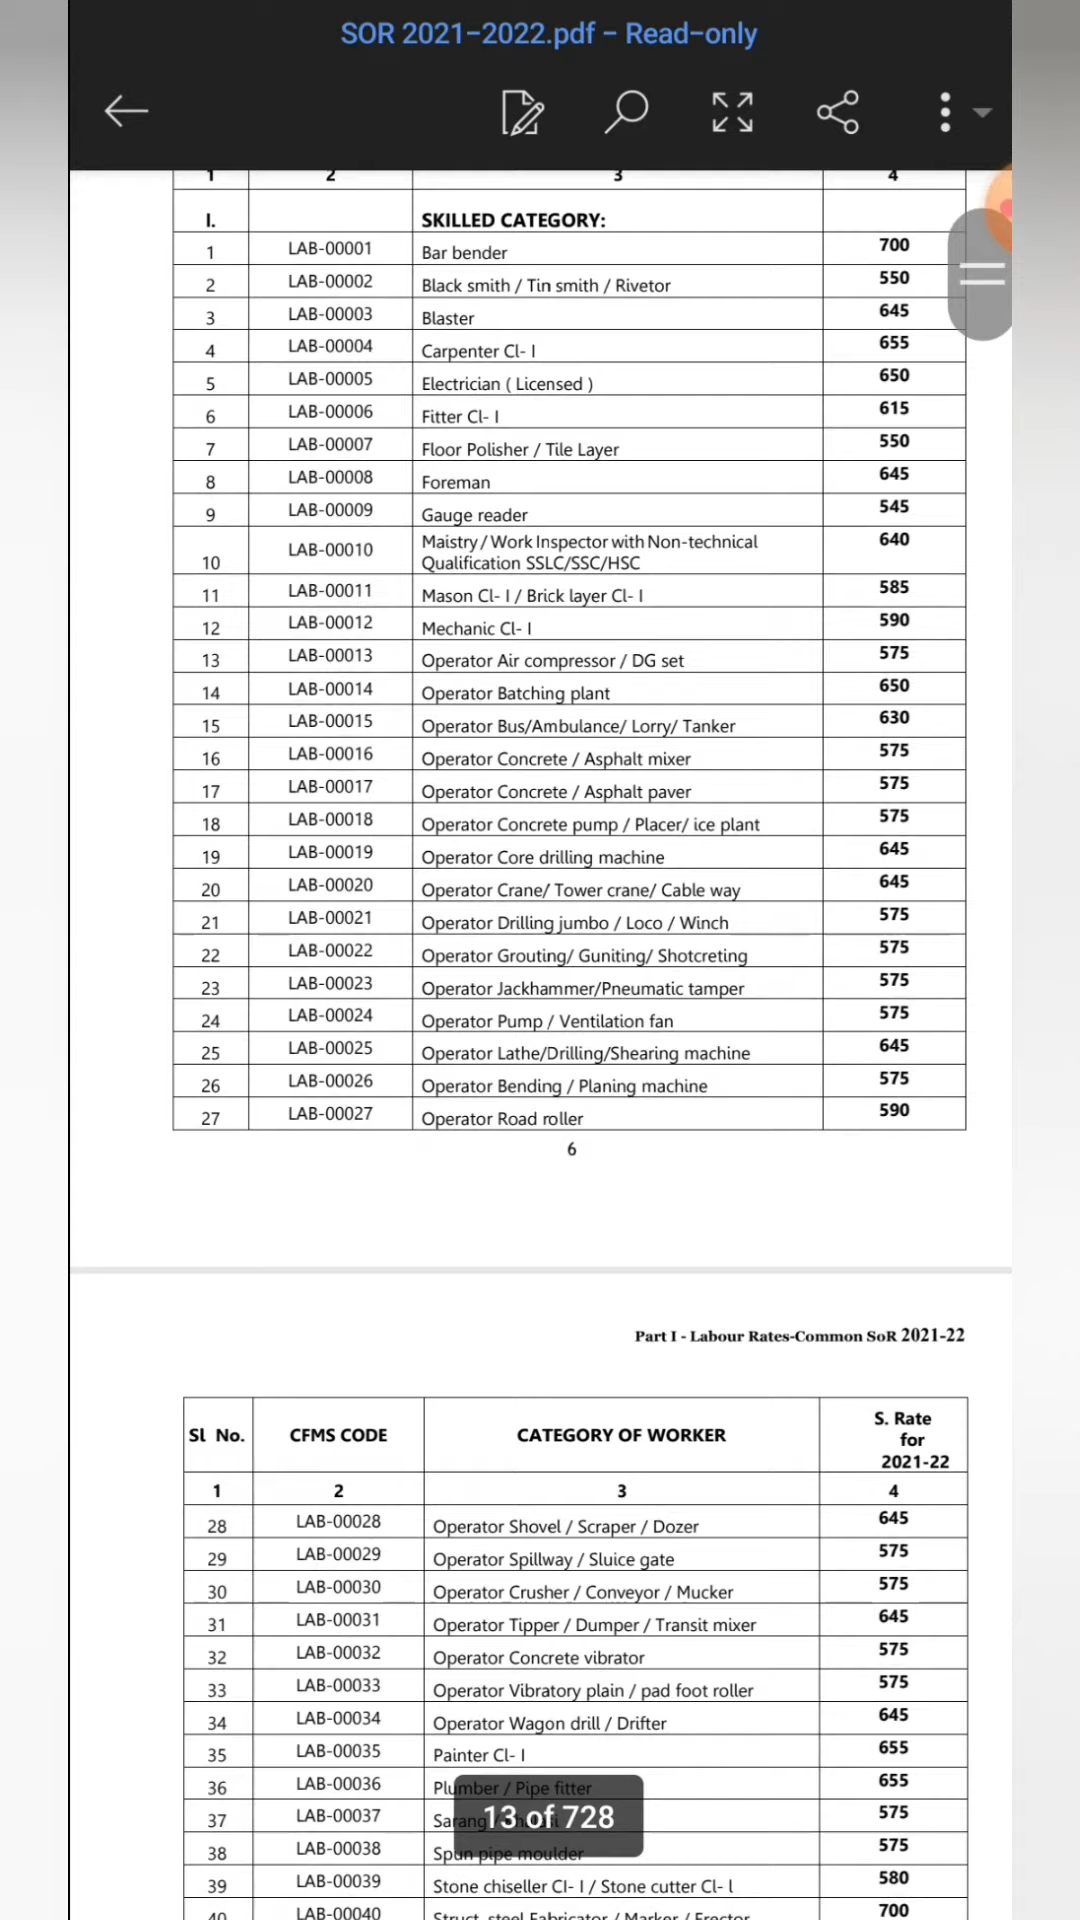 SOR 2021-2022.pdf - Read-only
1 2 3 4
I. SKILLED CATEGORY:
1 LAB-00001 Bar bender 700
2 LAB-00002 Black smith / Tin smith / Rivetor 550
3 LAB-00003 Blaster 645
4 LAB-00004 Carpenter Cl- I 655
5 LAB-00005 Electrician ( Licensed ) 650
6 LAB-00006 Fitter Cl- I 615
7 LAB-00007 Floor Polisher / Tile Layer 550
8 LAB-00008 Foreman 645
9 LAB-00009 Gauge reader 545
10 LAB-00010 Maistry / Work Inspector with Non-technical 640
Qualification SSLC/SSC/HSC
11 LAB-00011 Mason Cl- I / Brick layer Cl- I 585
12 LAB-00012 Mechanic Cl- I 590
13 LAB-00013 Operator Air compressor / DG set 575
14 LAB-00014 Operator Batching plant 650
15 LAB-00015 Operator Bus/Ambulance/ Lorry/ Tanker 630
16 LAB-00016 Operator Concrete / Asphalt mixer 575
17 LAB-00017 Operator Concrete / Asphalt paver 575
18 LAB-00018 Operator Concrete pump / Placer/ ice plant 575
19 LAB-00019 Operator Core drilling machine 645
20 LAB-00020 Operator Crane/ Tower crane/ Cable way 645
21 LAB-00021 Operator Drilling jumbo / Loco / Winch 575
22 LAB-00022 Operator Grouting/ Guniting/ Shotcreting 575
23 LAB-00023 Operator Jackhammer/Pneumatic tamper 575
24 LAB-00024 Operator Pump / Ventilation fan 575
25 LAB-00025 Operator Lathe/Drilling/Shearing machine 645
26 LAB-00026 Operator Bending / Planing machine 575
27 LAB-00027 Operator Road roller 590
6
Part I - Labour Rates-Common SoR 2021-22
Sl No. CFMS CODE CATEGORY OF WORKER S. Rate
for
2021-22
1 2 3 4
28 LAB-00028 Operator Shovel / Scraper / Dozer 645
29 LAB-00029 Operator Spillway / Sluice gate 575
30 LAB-00030 Operator Crusher / Conveyor / Mucker 575
31 LAB-00031 Operator Tipper / Dumper / Transit mixer 645
32 LAB-00032 Operator Concrete vibrator 575
33 LAB-00033 Operator Vibratory plain / pad foot roller 575
34 LAB-00034 Operator Wagon drill / Drifter 645
35 LAB-00035 Painter Cl- I 655
36 LAB-00036 Plumber / Pipe fitter 655
37 LAB-00037 Sarang 575
13 of 728
38 LAB-00038 Spun pipe moulder 575
39 LAB-00039 Stone chiseller Cl- I / Stone cutter Cl- l 580
40 LAB-00040 Struct. steel Fabricator / Marker / Erector 700